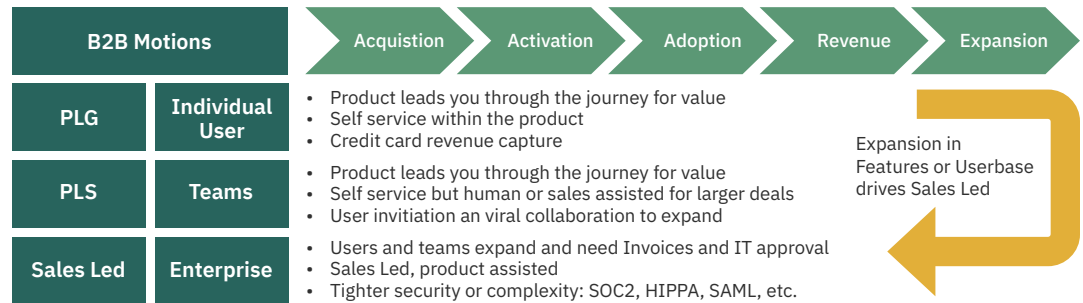 B2B Motions
Acquistion
Activation
Adoption
Revenue
Expansion
PLG
Individual
User
• Product leads you through the journey for value
• Self service within the product
• Credit card revenue capture
PLS
Teams
• Product leads you through the journey for value
• Self service but human or sales assisted for larger deals
• User invitiation an viral collaboration to expand
Sales Led
Enterprise
• Users and teams expand and need Invoices and IT approval
• Sales Led, product assisted
• Tighter security or complexity: SOC2, HIPPA, SAML, etc.
Expansion in
Features or Userbase
drives Sales Led